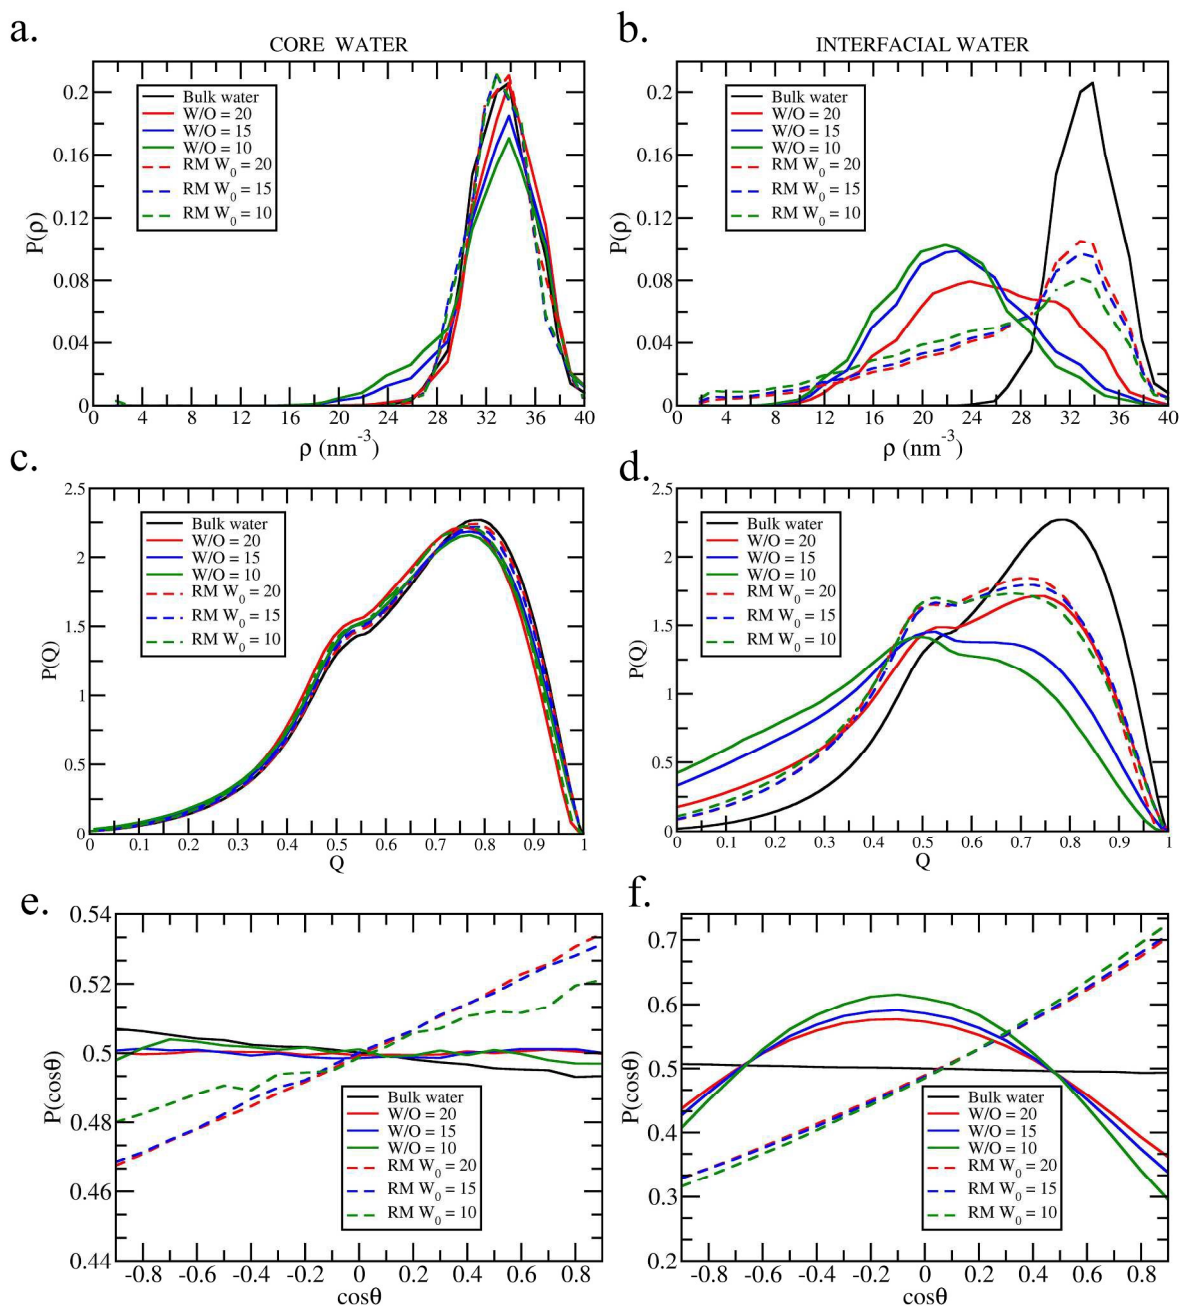 a.
CORE WATER
0.2
0.16
0.12
0.08
0.04
0
P(ρ)
Bulk water
W/O = 20
W/O = 15
W/O = 10
RM W0 = 20
RM W0 = 15
RM W0 = 10
0 4 8 12 16 20 24 28 32 36 40
ρ (nm-3)
b.
INTERFACIAL WATER
0.2
0.16
0.12
0.08
0.04
0
P(ρ)
Bulk water
W/O = 20
W/O = 15
W/O = 10
RM W0 = 20
RM W0 = 15
RM W0 = 10
0 4 8 12 16 20 24 28 32 36 40
ρ (nm-3)
c.
2.5
2
1.5
1
0.5
0
P(Q)
Bulk water
W/O = 20
W/O = 15
W/O = 10
RM W0 = 20
RM W0 = 15
RM W0 = 10
0 0.1 0.2 0.3 0.4 0.5 0.6 0.7 0.8 0.9 1
Q
d.
2.5
2
1.5
1
0.5
0
P(Q)
Bulk water
W/O = 20
W/O = 15
W/O = 10
RM W0 = 20
RM W0 = 15
RM W0 = 10
0 0.1 0.2 0.3 0.4 0.5 0.6 0.7 0.8 0.9 1
Q
e.
0.54
0.52
0.5
0.48
0.46
0.44
P(cosθ)
Bulk water
W/O = 20
W/O = 15
W/O = 10
RM W0 = 20
RM W0 = 15
RM W0 = 10
-0.8 -0.6 -0.4 -0.2 0 0.2 0.4 0.6 0.8
cosθ
f.
0.7
0.6
0.5
0.4
0.3
0.2
P(cosθ)
Bulk water
W/O = 20
W/O = 15
W/O = 10
RM W0 = 20
RM W0 = 15
RM W0 = 10
-0.8 -0.6 -0.4 -0.2 0 0.2 0.4 0.6 0.8
cosθ